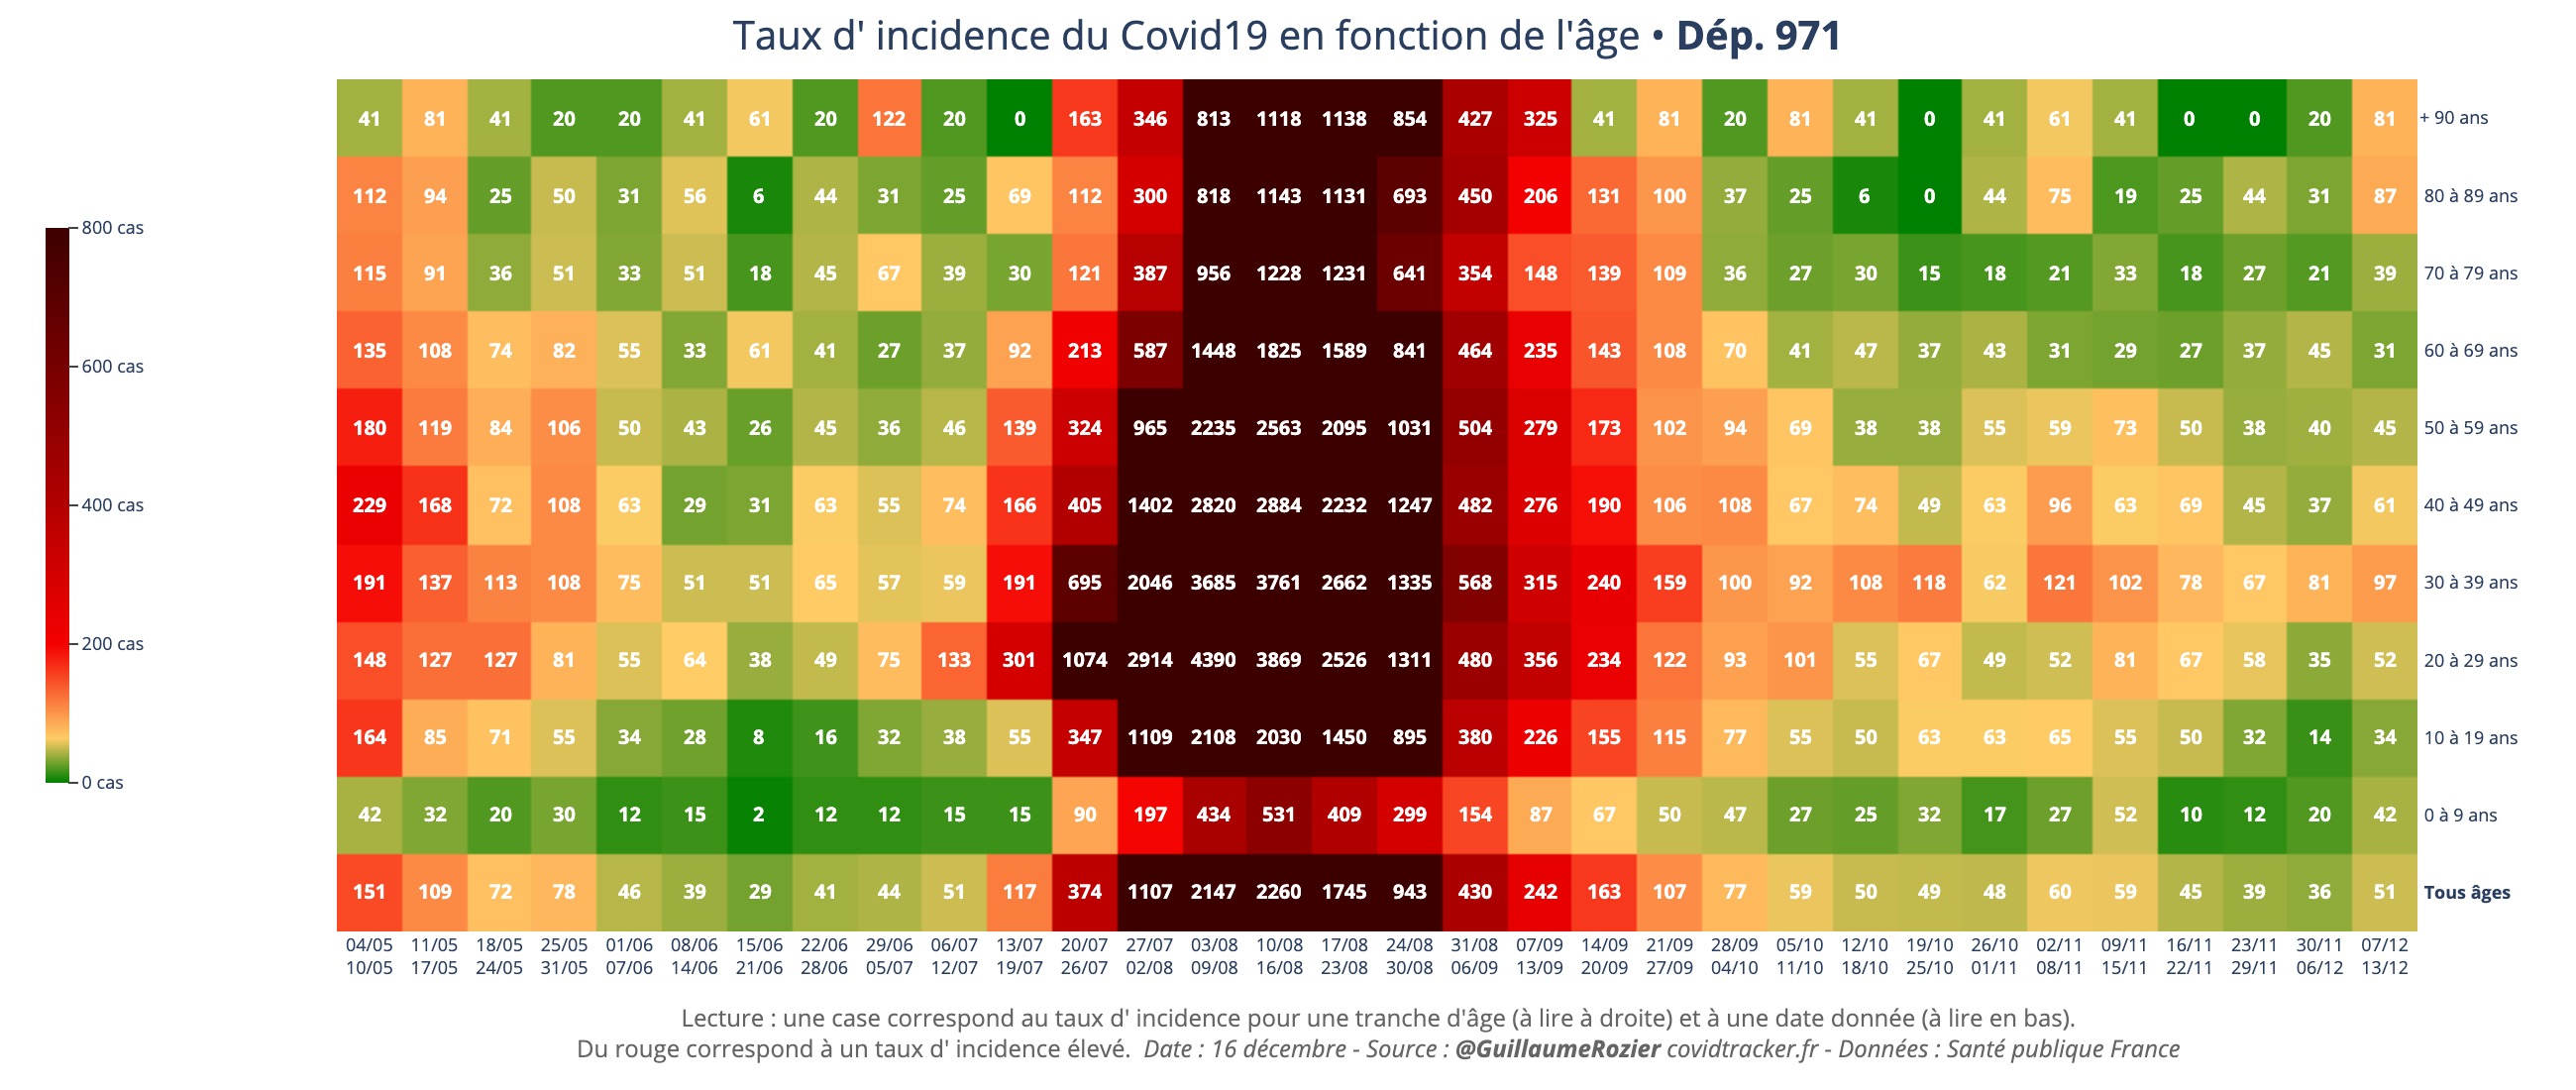 Taux d' incidence du Covid19 en fonction de l'âge • Dép. 971
41 81 41 20 20 41 61 20 122 20 0 163 346 813 1118 1138 854 427 325 41 81 20 81 41 0 41 61 41 0 0 20 81 + 90 ans
112 94 25 50 31 56 6 44 31 25 69 112 300 818 1143 1131 693 450 206 131 100 37 25 6 0 44 75 19 25 44 31 87 80 à 89 ans
800 cas
115 91 36 51 33 51 18 45 67 39 30 121 387 956 1228 1231 641 354 148 139 109 36 27 30 15 18 21 33 18 27 21 39 70 à 79 ans
135 108 74 82 55 33 61 41 27 37 92 213 587 1448 1825 1589 841 464 235 143 108 70 41 47 37 43 31 29 27 37 45 31 60 à 69 ans
600 cas
180 119 84 106 50 43 26 45 36 46 139 324 965 2235 2563 2095 1031 504 279 173 102 94 69 38 38 55 59 73 50 38 40 45 50 à 59 ans
400 cas
229 168 72 108 63 29 31 63 55 74 166 405 1402 2820 2884 2232 1247 482 276 190 106 108 67 74 49 63 96 63 69 45 37 61 40 à 49 ans
191 137 113 108 75 51 51 65 57 59 191 695 2046 3685 3761 2662 1335 568 315 240 159 100 92 108 118 62 121 102 78 67 81 97 30 à 39 ans
200 cas
148 127 127 81 55 64 38 49 75 133 301 1074 2914 4390 3869 2526 1311 480 356 234 122 93 101 55 67 49 52 81 67 58 35 52 20 à 29 ans
164 85 71 55 34 28 8 16 32 38 55 347 1109 2108 2030 1450 895 380 226 155 115 77 55 50 63 63 65 55 50 32 14 34 10 à 19 ans
0 cas
42 32 20 30 12 15 2 12 12 15 15 90 197 434 531 409 299 154 87 67 50 47 27 25 32 17 27 52 10 12 20 42 0 à 9 ans
151 109 72 78 46 39 29 41 44 51 117 374 1107 2147 2260 1745 943 430 242 163 107 77 59 50 49 48 60 59 45 39 36 51 Tous âges
04/05 11/05 18/05 25/05 01/06 08/06 15/06 22/06 29/06 06/07 13/07 20/07 27/07 03/08 10/08 17/08 24/08 31/08 07/09 14/09 21/09 28/09 05/10 12/10 19/10 26/10 02/11 09/11 16/11 23/11 30/11 07/12
10/05 17/05 24/05 31/05 07/06 14/06 21/06 28/06 05/07 12/07 19/07 26/07 02/08 09/08 16/08 23/08 30/08 06/09 13/09 20/09 27/09 04/10 11/10 18/10 25/10 01/11 08/11 15/11 22/11 29/11 06/12 13/12
Lecture : une case correspond au taux d' incidence pour une tranche d'âge (à lire à droite) et à une date donnée (à lire en bas).
Du rouge correspond à un taux d' incidence élevé. Date : 16 décembre - Source : @GuillaumeRozier covidtracker.fr - Données : Santé publique France